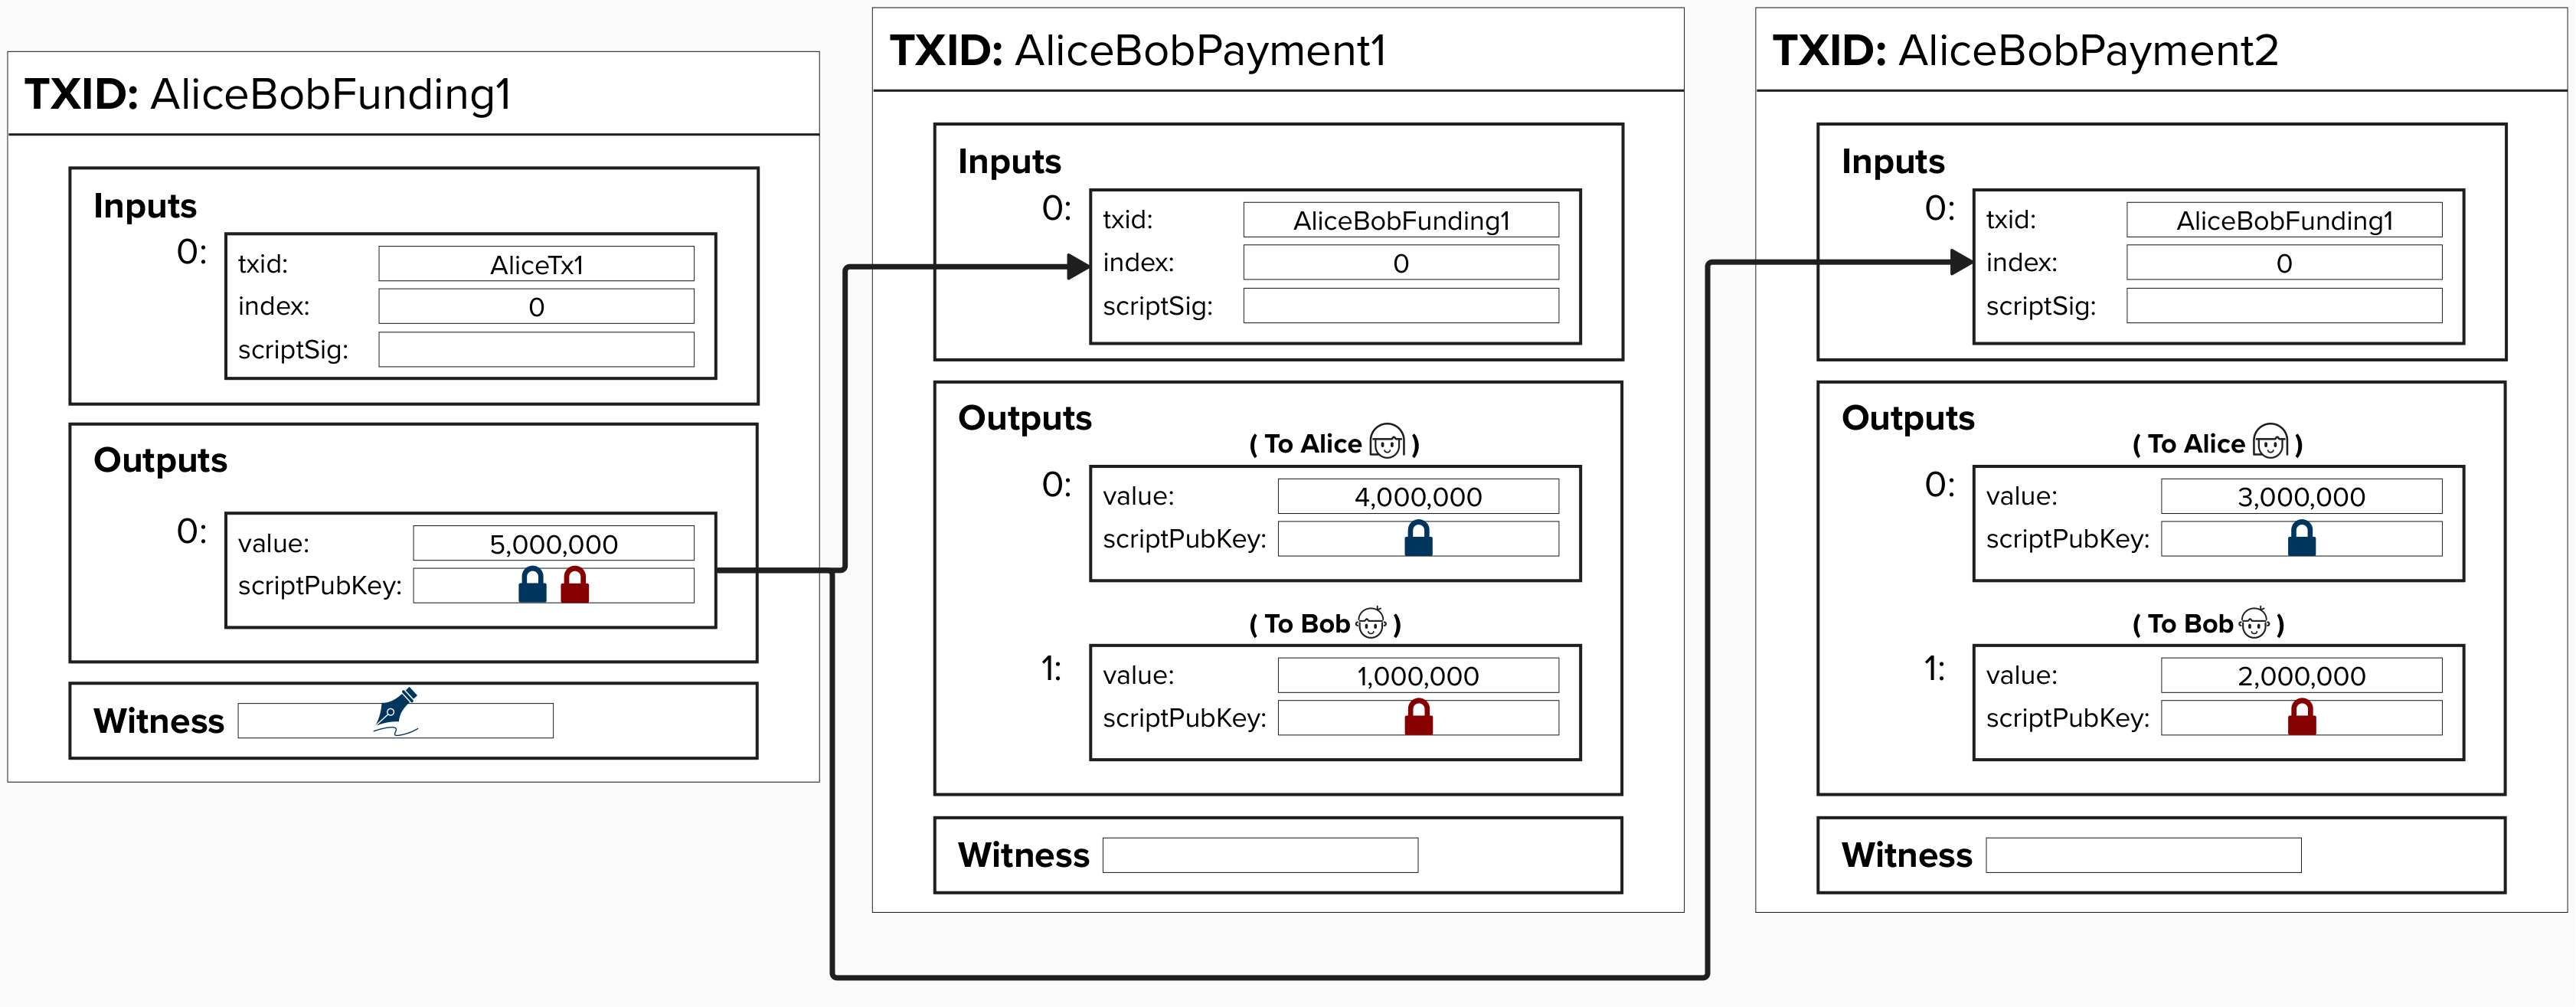 TXID: AliceBobFunding1
Inputs
0:
txid: AliceTx1
index: 0
scriptSig:
Outputs
0:
value: 5,000,000
scriptPubKey:
Witness
TXID: AliceBobPayment1
Inputs
0:
txid: AliceBobFunding1
index: 0
scriptSig:
Outputs
( To Alice )
0:
value: 4,000,000
scriptPubKey:
( To Bob )
1:
value: 1,000,000
scriptPubKey:
Witness
TXID: AliceBobPayment2
Inputs
0:
txid: AliceBobFunding1
index: 0
scriptSig:
Outputs
( To Alice )
0:
value: 3,000,000
scriptPubKey:
( To Bob )
1:
value: 2,000,000
scriptPubKey:
Witness